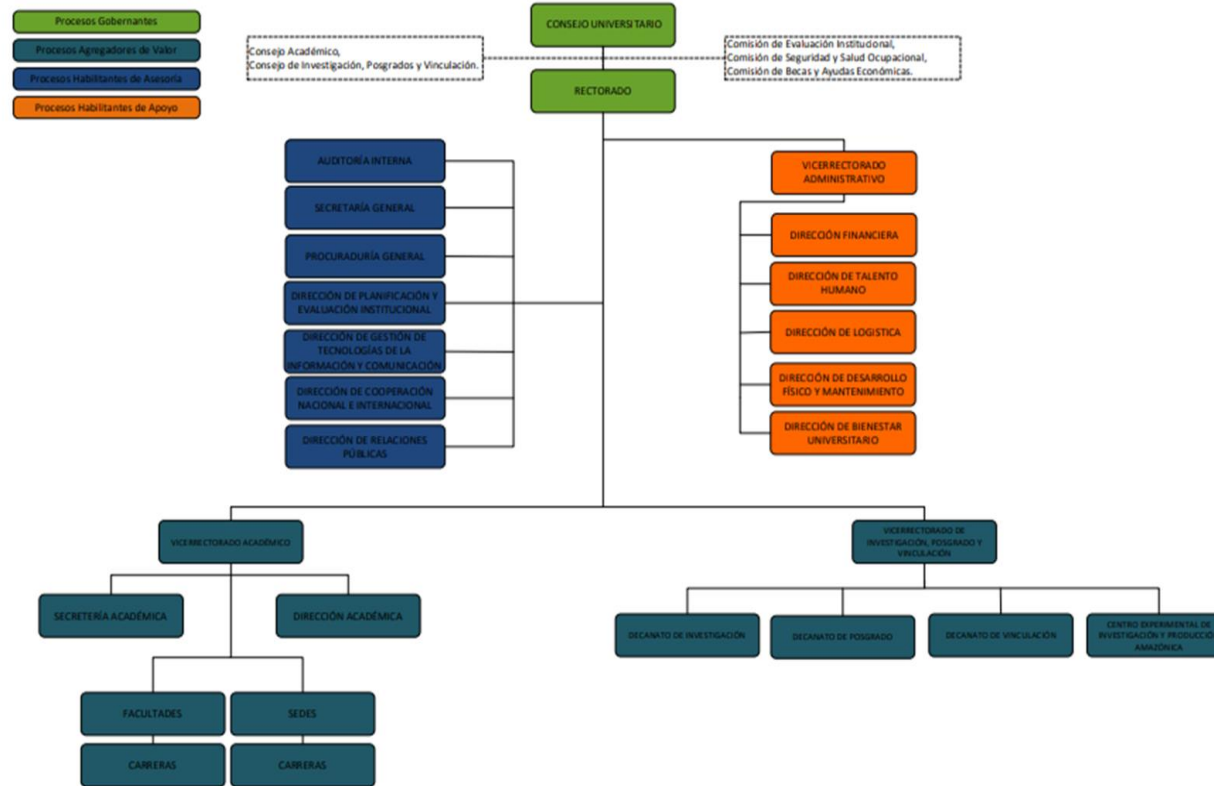 Procesos Gobernantes
Procesos Agregadores de Valor
Procesos Habilitantes de Asesoría
Procesos Habilitantes de Apoyo
CONSEJO UNIVERSITARIO
Consejo Académico,
Consejo de Investigación, Posgrados y Vinculación.
Comisión de Evaluación Institucional,
Comisión de Seguridad y Salud Ocupacional,
Comisión de Becas y Ayudas Económicas.
RECTORADO
AUDITORÍA INTERNA
SECRETARÍA GENERAL
PROCURADURÍA GENERAL
DIRECCIÓN DE PLANIFICACIÓN Y
EVALUACIÓN INSTITUCIONAL
DIRECCIÓN DE GESTIÓN DE
TECNOLOGÍAS DE LA
INFORMACIÓN Y COMUNICACIÓN
DIRECCIÓN DE COOPERACIÓN
NACIONAL E INTERNACIONAL
DIRECCIÓN DE RELACIONES
PÚBLICAS
VICERRECTORADO
ADMINISTRATIVO
DIRECCIÓN FINANCIERA
DIRECCIÓN DE TALENTO
HUMANO
DIRECCIÓN DE LOGISTICA
DIRECCIÓN DE DESARROLLO
FÍSICO Y MANTENIMIENTO
DIRECCIÓN DE BIENESTAR
UNIVERSITARIO
VICERRECTORADO ACADÉMICO
SECRETERÍA ACADÉMICA
DIRECCIÓN ACADÉMICA
FACULTADES
SEDES
CARRERAS
CARRERAS
VICERRECTORADO DE
INVESTIGACIÓN, POSGRADO Y
VINCULACIÓN
DECANATO DE INVESTIGACIÓN
DECANATO DE POSGRADO
DECANATO DE VINCULACIÓN
CENTRO EXPERIMENTAL DE
INVESTIGACIÓN Y PRODUCCIÓN
AMAZÓNICA